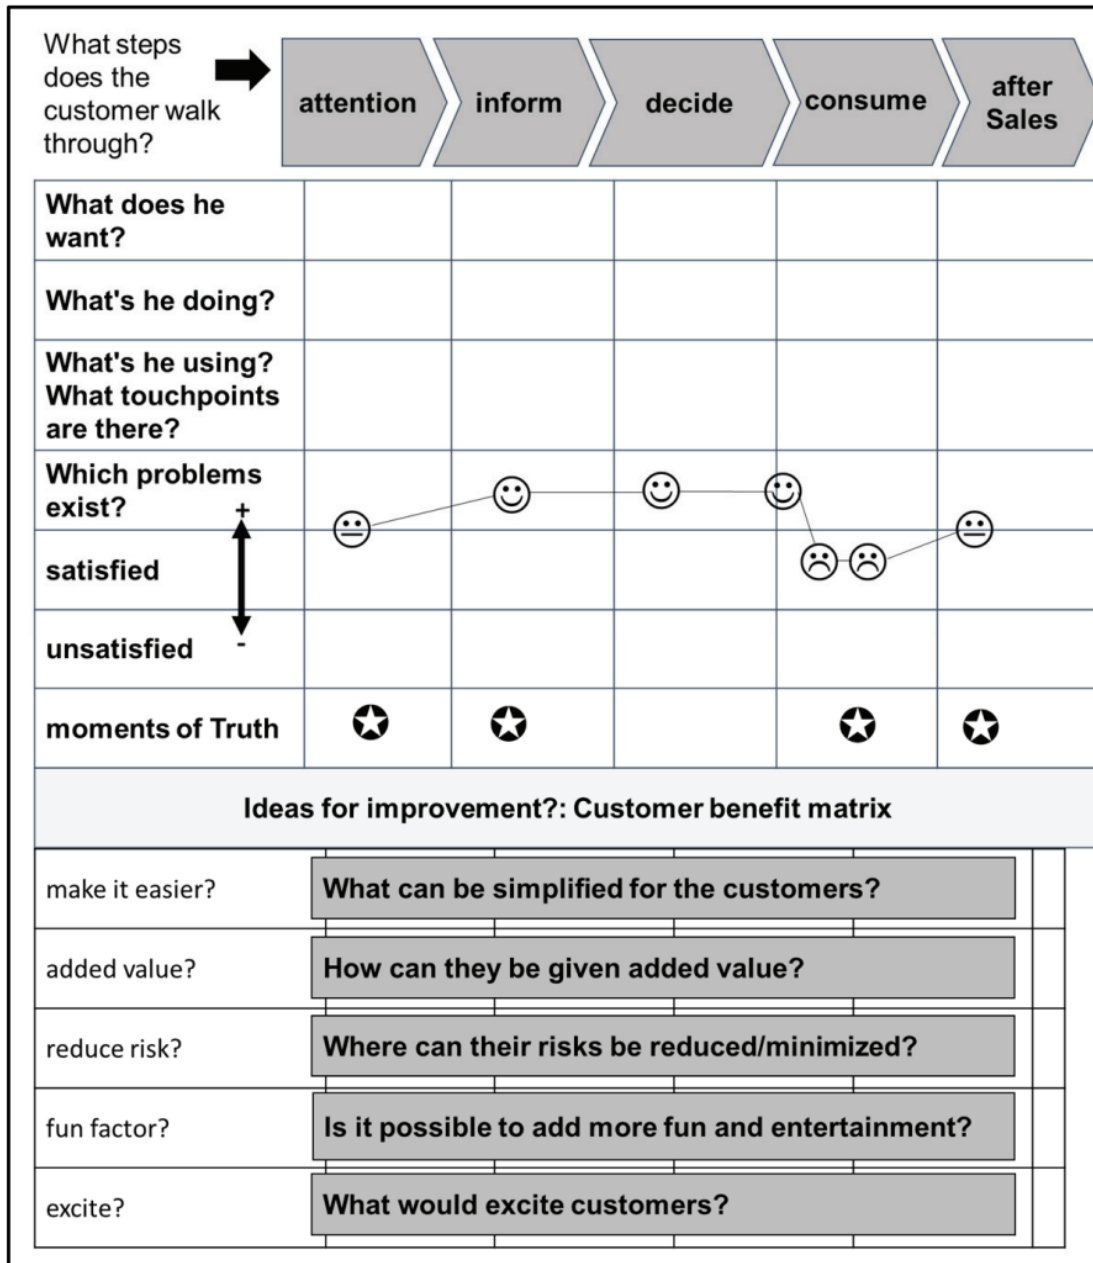 What steps
does the
customer walk
through?
attention
inform
decide
consume
after
Sales
What does he
want?
What's he doing?
What's he using?
What touchpoints
are there?
Which problems
exist?
+
satisfied
unsatisfied
-
moments of Truth
Ideas for improvement?: Customer benefit matrix
make it easier?
What can be simplified for the customers?
added value?
How can they be given added value?
reduce risk?
Where can their risks be reduced/minimized?
fun factor?
Is it possible to add more fun and entertainment?
excite?
What would excite customers?